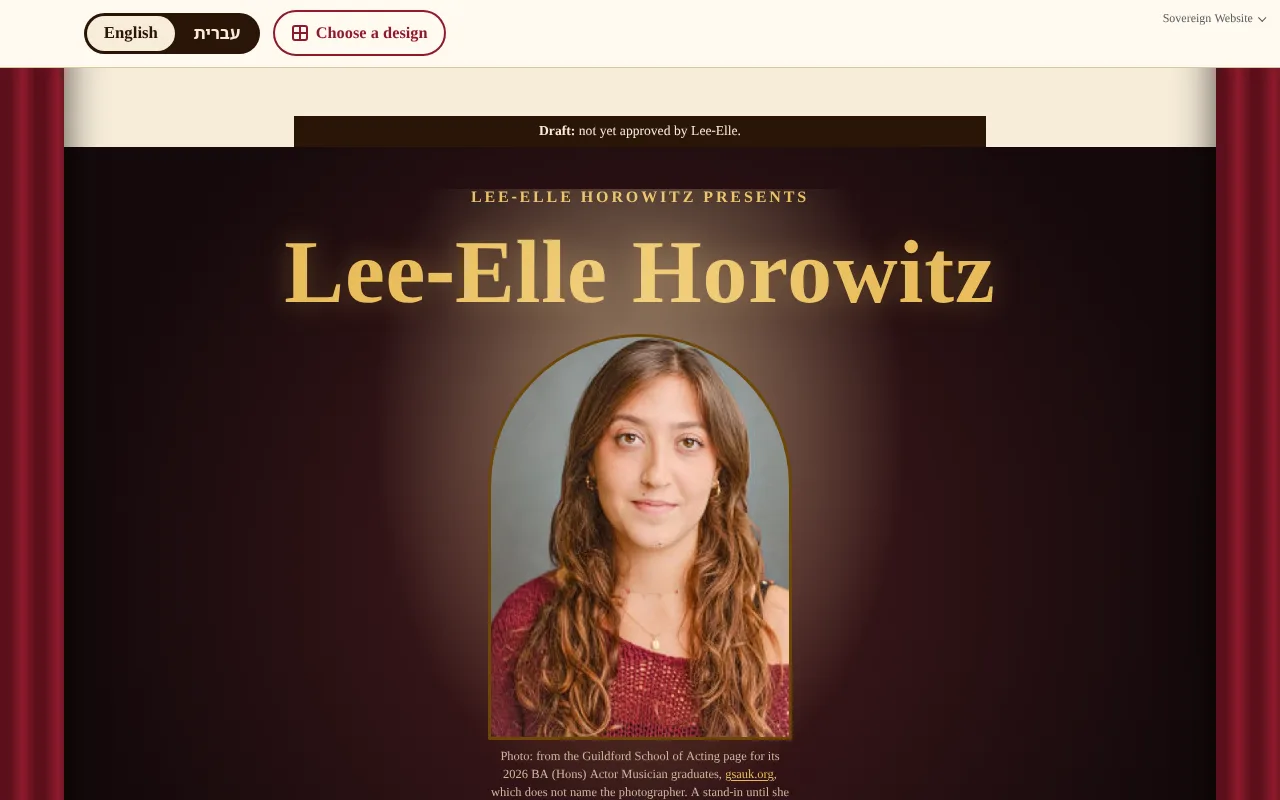 English
עברית
Choose a design
Sovereign Website
Draft: not yet approved by Lee-Elle.
LEE-ELLE HOROWITZ PRESENTS
Lee-Elle Horowitz
Photo: from the Guildford School of Acting page for its
2026 BA (Hons) Actor Musician graduates, gsauk.org,
which does not name the photographer. A stand-in until she